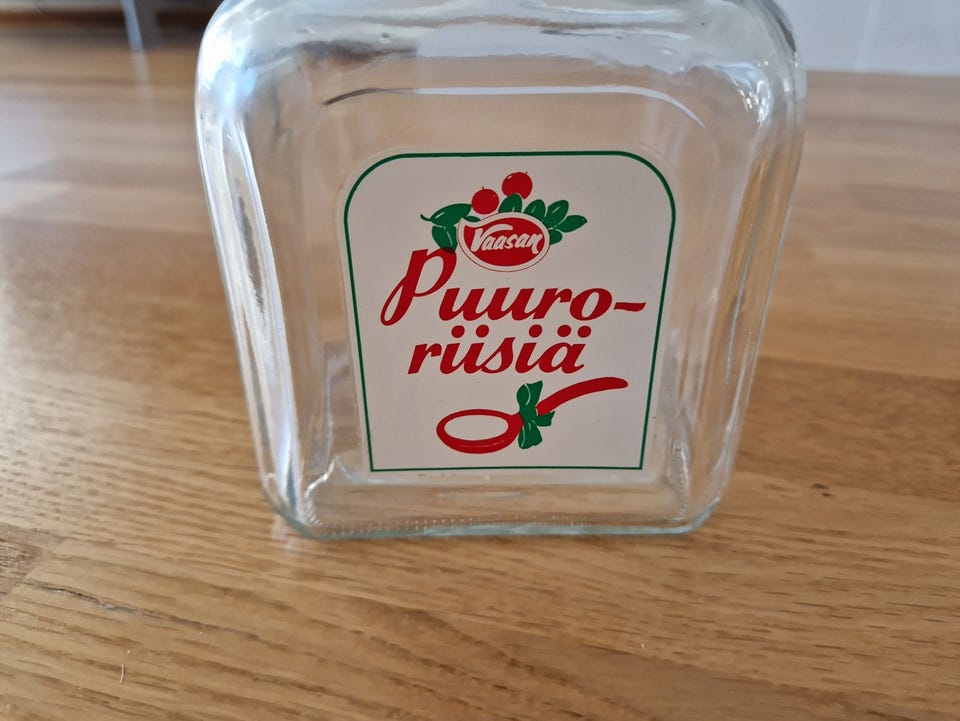 Vaasan
Puuro-
riisiä